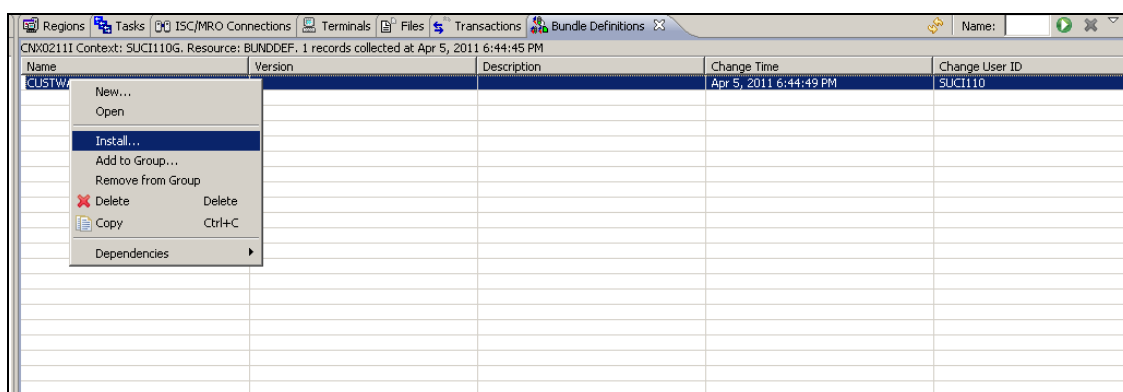 Regions Tasks ISC/MRO Connections Terminals Files Transactions Bundle Definitions Name:
CNX0211I Context: SUCI110G. Resource: BUNDDEF. 1 records collected at Apr 5, 2011 6:44:45 PM
Name Version Description Change Time Change User ID
Apr 5, 2011 6:44:49 PM SUCI110
New...
Open
Install...
Add to Group...
Remove from Group
Delete Delete
Copy Ctrl+C
Dependencies